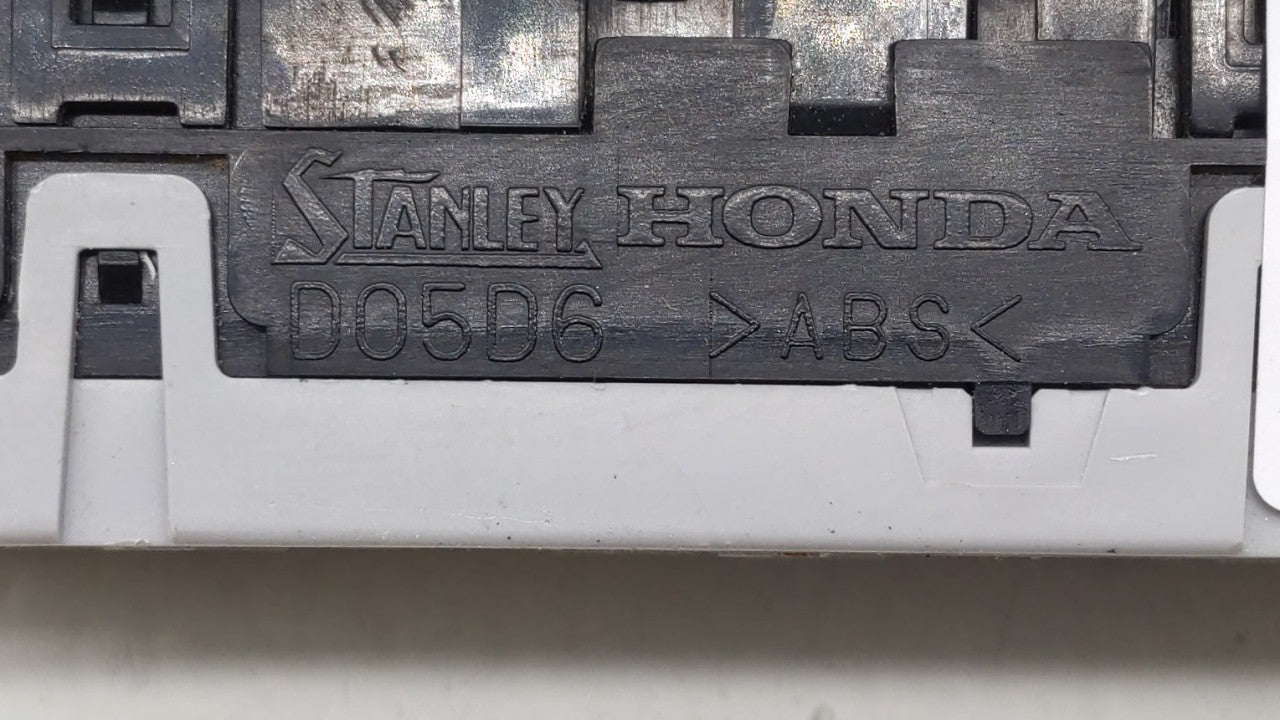 STANLEY HONDA
D05D6 >ABS<